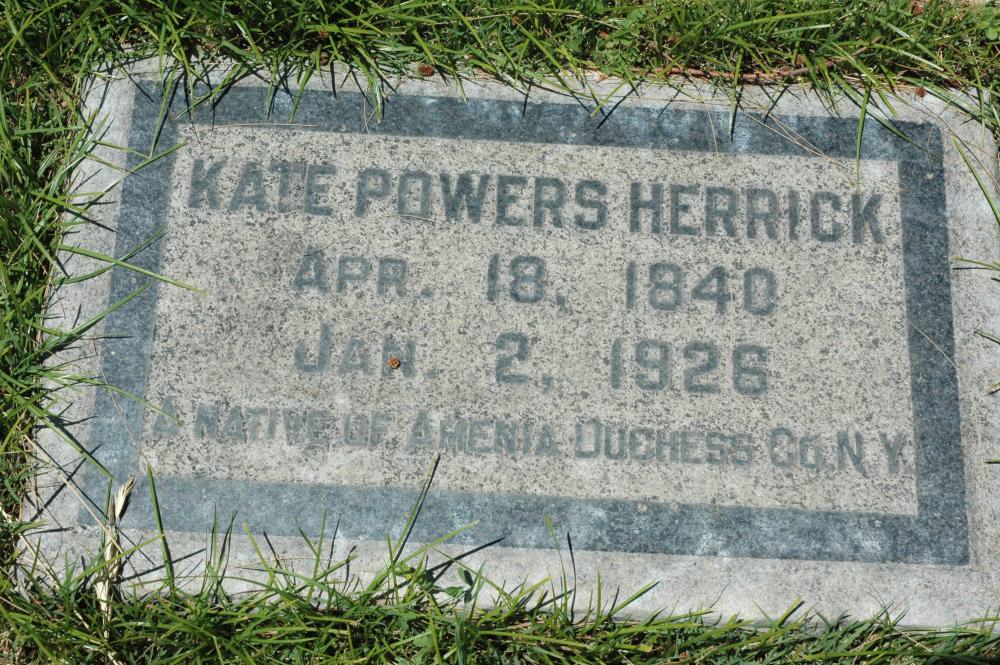 KATE POWERS HERRICK
APR. 18, 1840
JAN. 2, 1926
A NATIVE OF AMENIA DUCHESS CO. N.Y.